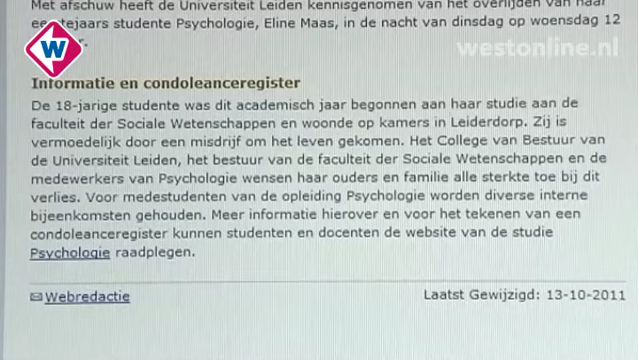 Met afschuw heeft de Universiteit Leiden kennisgenomen van het overlijden van haar
eerstejaars studente Psychologie, Eline Maas, in de nacht van dinsdag op woensdag 12
W
westonline.nl
Informatie en condoleanceregister
De 18-jarige studente was dit academisch jaar begonnen aan haar studie aan de
faculteit der Sociale Wetenschappen en woonde op kamers in Leiderdorp. Zij is
vermoedelijk door een misdrijf om het leven gekomen. Het College van Bestuur van
de Universiteit Leiden, het bestuur van de faculteit der Sociale Wetenschappen en de
medewerkers van Psychologie wensen haar ouders en familie alle sterkte toe bij dit
verlies. Voor medestudenten van de opleiding Psychologie worden diverse interne
bijeenkomsten gehouden. Meer informatie hierover en voor het tekenen van een
condoleanceregister kunnen studenten en docenten de website van de studie
Psychologie raadplegen.
Webredactie
Laatst Gewijzigd: 13-10-2011